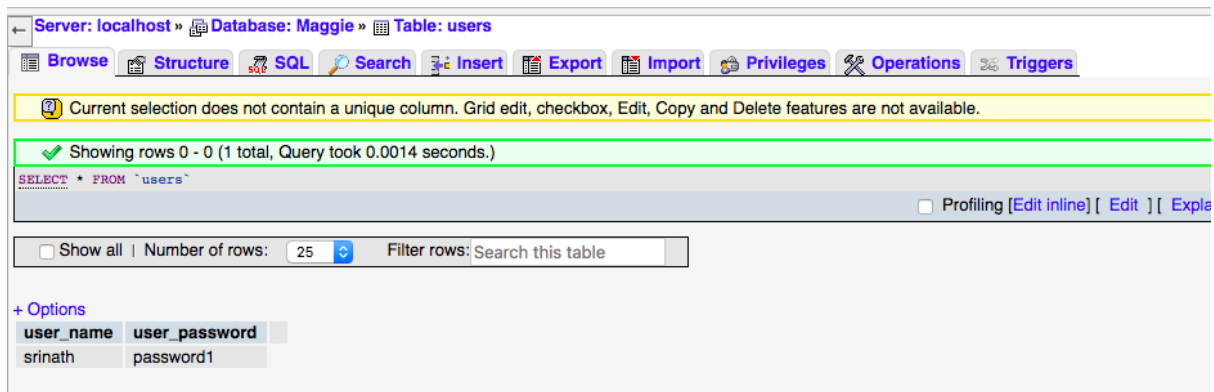 ← Server: localhost » Database: Maggie » Table: users
Browse Structure SQL Search Insert Export Import Privileges Operations Triggers
Current selection does not contain a unique column. Grid edit, checkbox, Edit, Copy and Delete features are not available.
Showing rows 0 - 0 (1 total, Query took 0.0014 seconds.)
SELECT * FROM `users`
Profiling [Edit inline] [ Edit ] [ Expla
Show all | Number of rows: 25 Filter rows: Search this table
+ Options
user_name user_password
srinath password1